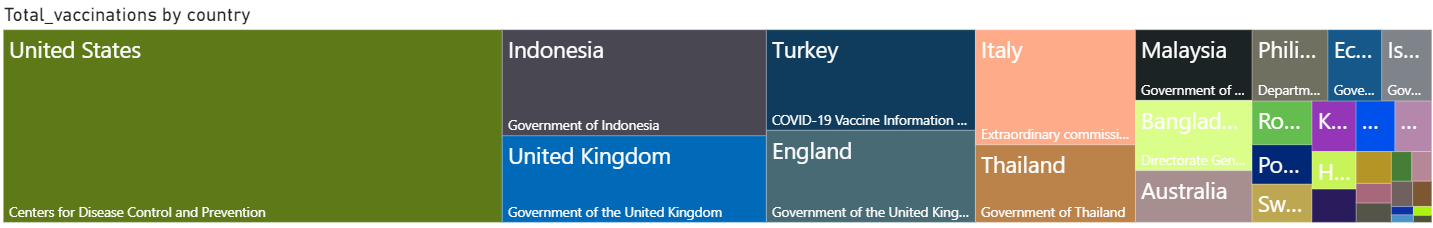 Total_vaccinations by country
United States
Centers for Disease Control and Prevention
Indonesia
Government of Indonesia
United Kingdom
Government of the United Kingdom
Turkey
COVID-19 Vaccine Information ...
England
Government of the United King...
Italy
Extraordinary commissi...
Thailand
Government of Thailand
Malaysia
Government of ...
Banglad...
Directorate Gen...
Australia
Phili...
Departm...
Ec...
Gove...
Is...
Gov...
Ro...
Po...
Sw...
K...
H...
...
...